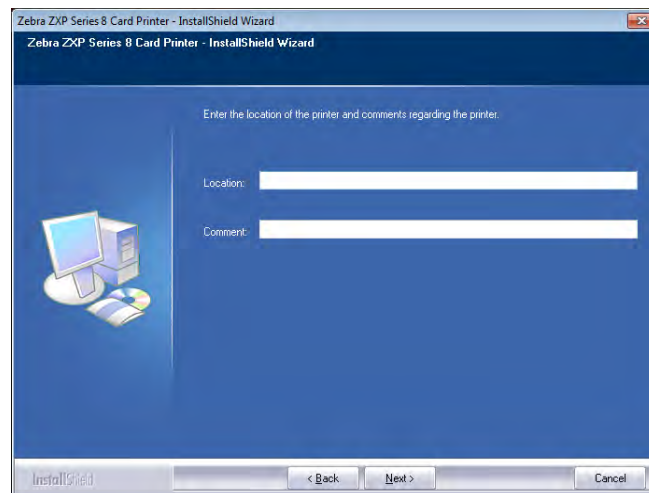 Zebra ZXP Series 8 Card Printer - InstallShield Wizard
Zebra ZXP Series 8 Card Printer - InstallShield Wizard
Enter the location of the printer and comments regarding the printer.
Location:
Comment:
InstallShield
< Back Next > Cancel